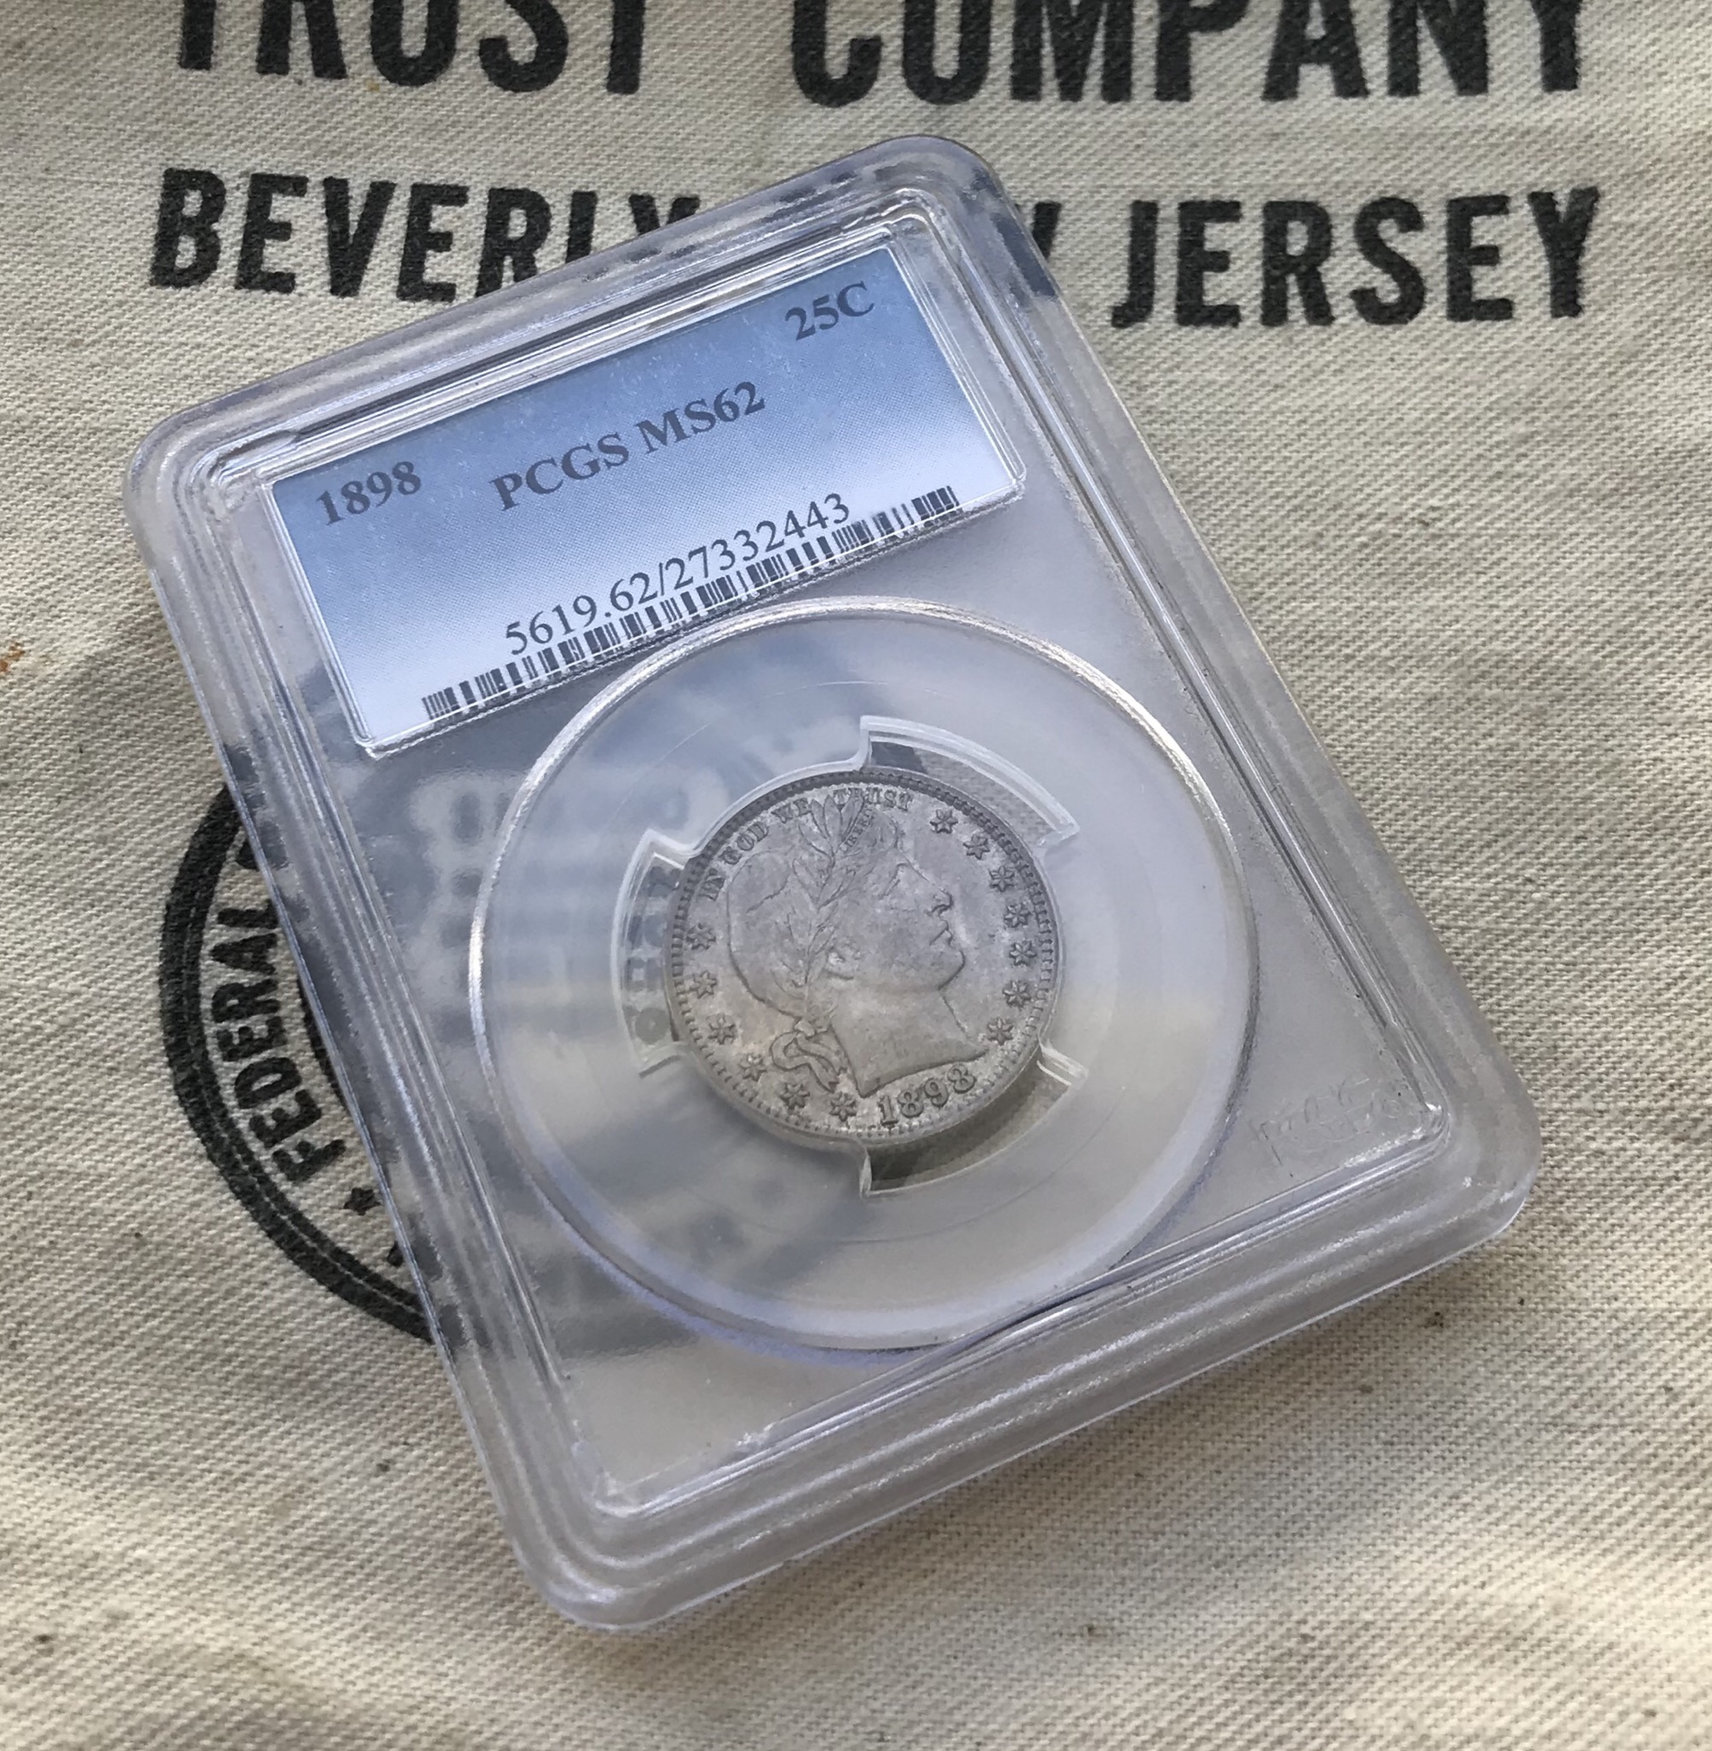 TRUST COMPANY
BEVERLY JERSEY
25C
1898 PCGS MS62
5619.62/27332443
IN GOD WE TRUST
1898
FEDERAL